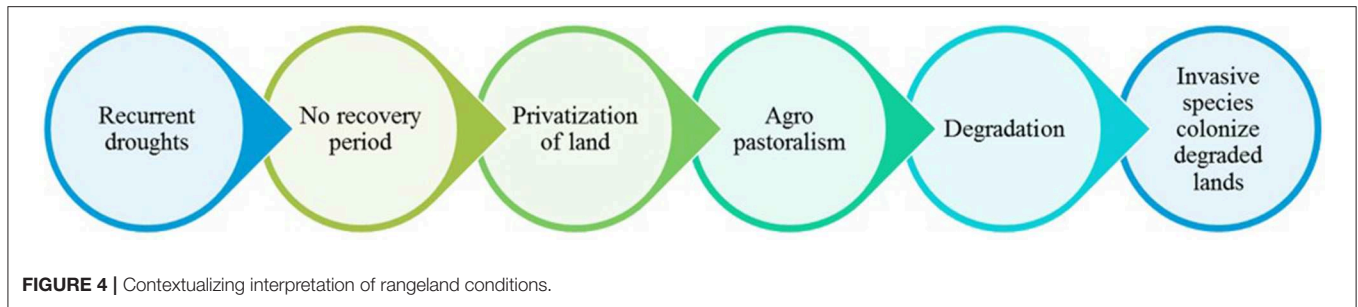 Recurrent
droughts
No recovery
period
Privatization
of land
Agro
pastoralism
Degradation
Invasive
species
colonize
degraded
lands
FIGURE 4 | Contextualizing interpretation of rangeland conditions.